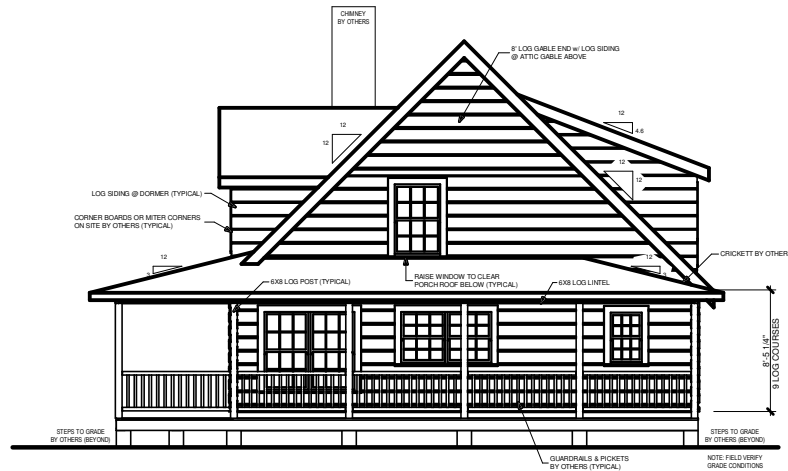 CHIMNEY
BY OTHERS
8' LOG GABLE END w/ LOG SIDING
@ ATTIC GABLE ABOVE
12
4.6
12
12
12
12
LOG SIDING @ DORMER (TYPICAL)
CORNER BOARDS OR MITER CORNERS
ON SITE BY OTHERS (TYPICAL)
12
3
12
3
CRICKETT BY OTHER
RAISE WINDOW TO CLEAR
PORCH ROOF BELOW (TYPICAL)
6X8 LOG POST (TYPICAL)
6X8 LOG LINTEL
8'-5 1/4"
9 LOG COURSES
STEPS TO GRADE
BY OTHERS (BEYOND)
STEPS TO GRADE
BY OTHERS (BEYOND)
GUARDRAILS & PICKETS
BY OTHERS (TYPICAL)
NOTE: FIELD VERIFY
GRADE CONDITIONS